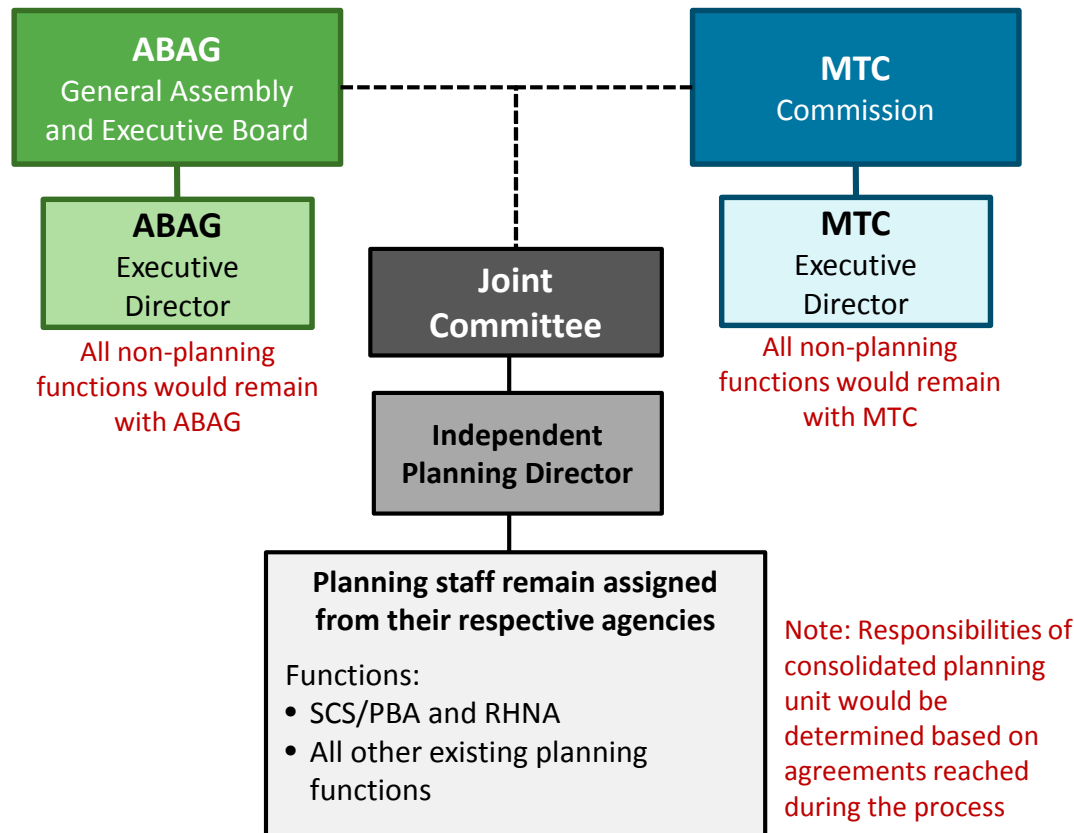 ABAG
General Assembly
and Executive Board
MTC
Commission
ABAG
Executive
Director
MTC
Executive
Director
All non-planning
functions would remain
with ABAG
All non-planning
functions would remain
with MTC
Joint
Committee
Independent
Planning Director
Planning staff remain assigned
from their respective agencies
Functions:
• SCS/PBA and RHNA
• All other existing planning
functions
Note: Responsibilities of
consolidated planning
unit would be
determined based on
agreements reached
during the process